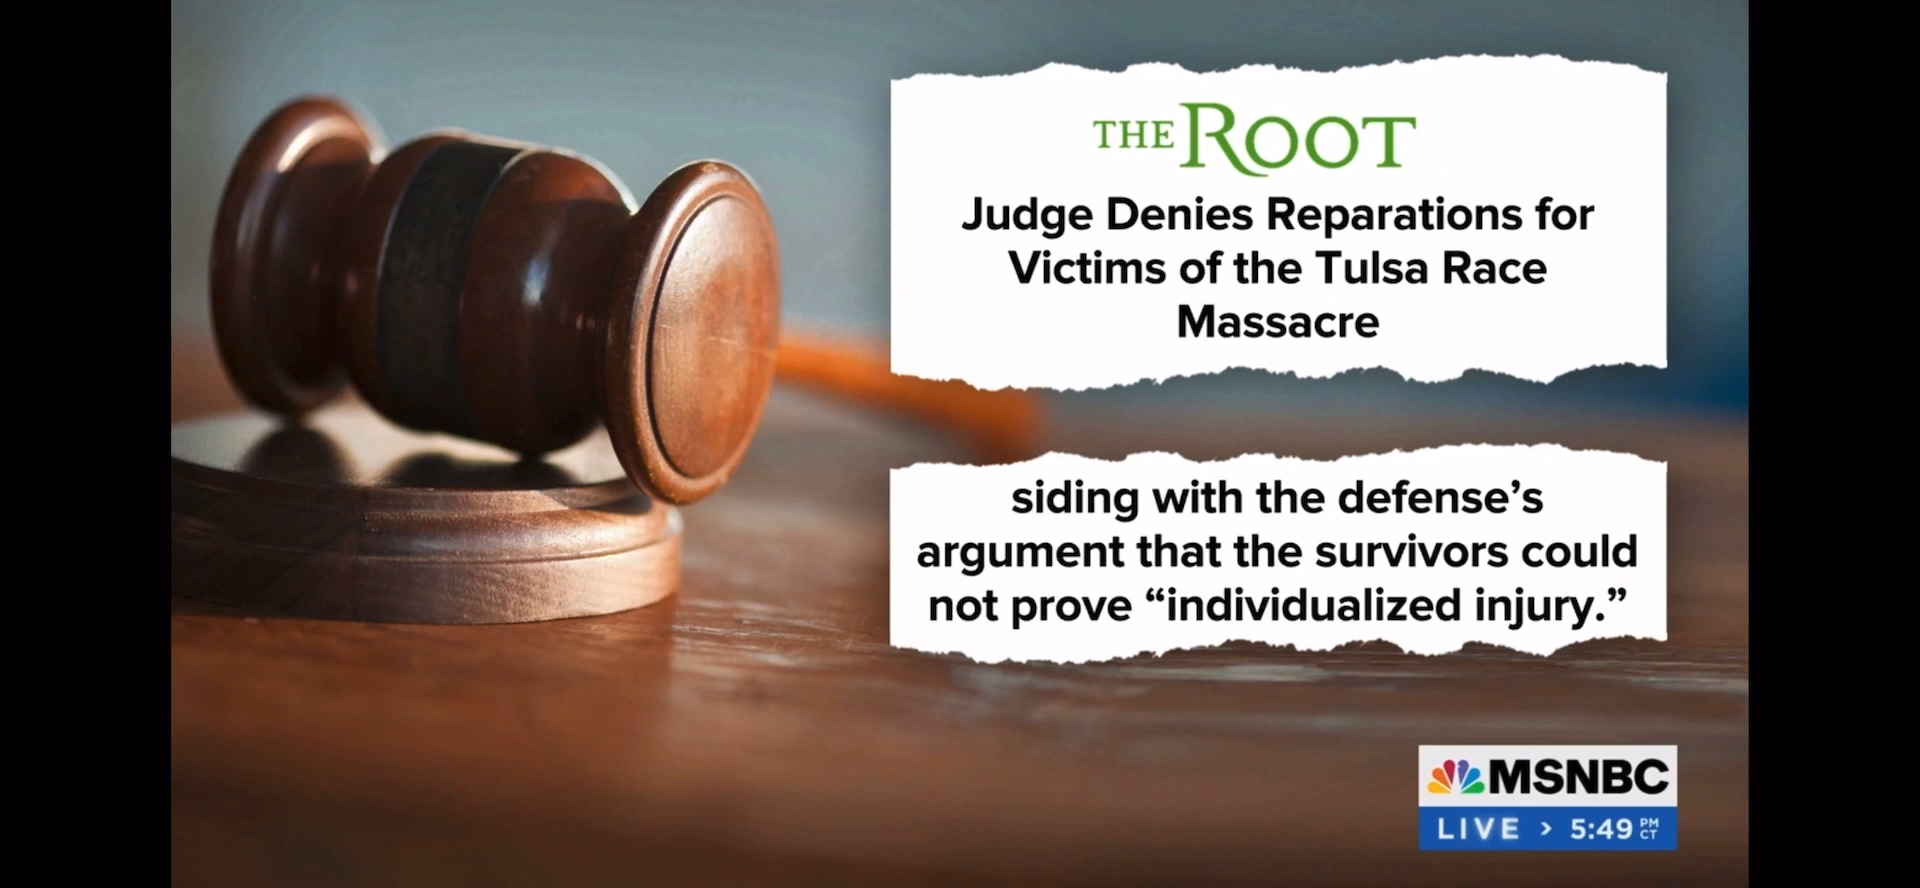 THE ROOT
Judge Denies Reparations for
Victims of the Tulsa Race
Massacre
siding with the defense's
argument that the survivors could
not prove “individualized injury.”
MSNBC
LIVE > 5:49 PM CT